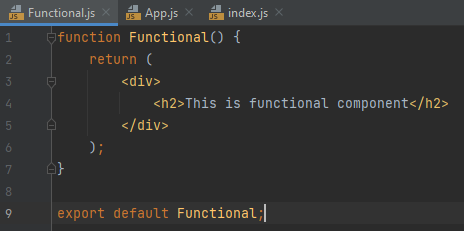 Functional.js × App.js × index.js ×
1 function Functional() {
2     return (
3         <div>
4             <h2>This is functional component</h2>
5         </div>
6     );
7 }
8
9 export default Functional;